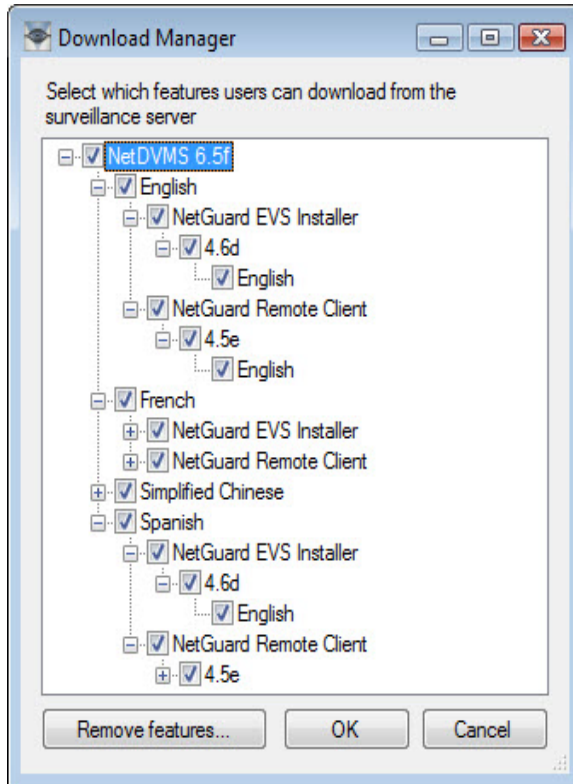 Download Manager
Select which features users can download from the
surveillance server
NetDVMS 6.5f
English
NetGuard EVS Installer
4.6d
English
NetGuard Remote Client
4.5e
English
French
NetGuard EVS Installer
NetGuard Remote Client
Simplified Chinese
Spanish
NetGuard EVS Installer
4.6d
English
NetGuard Remote Client
4.5e
Remove features... OK Cancel